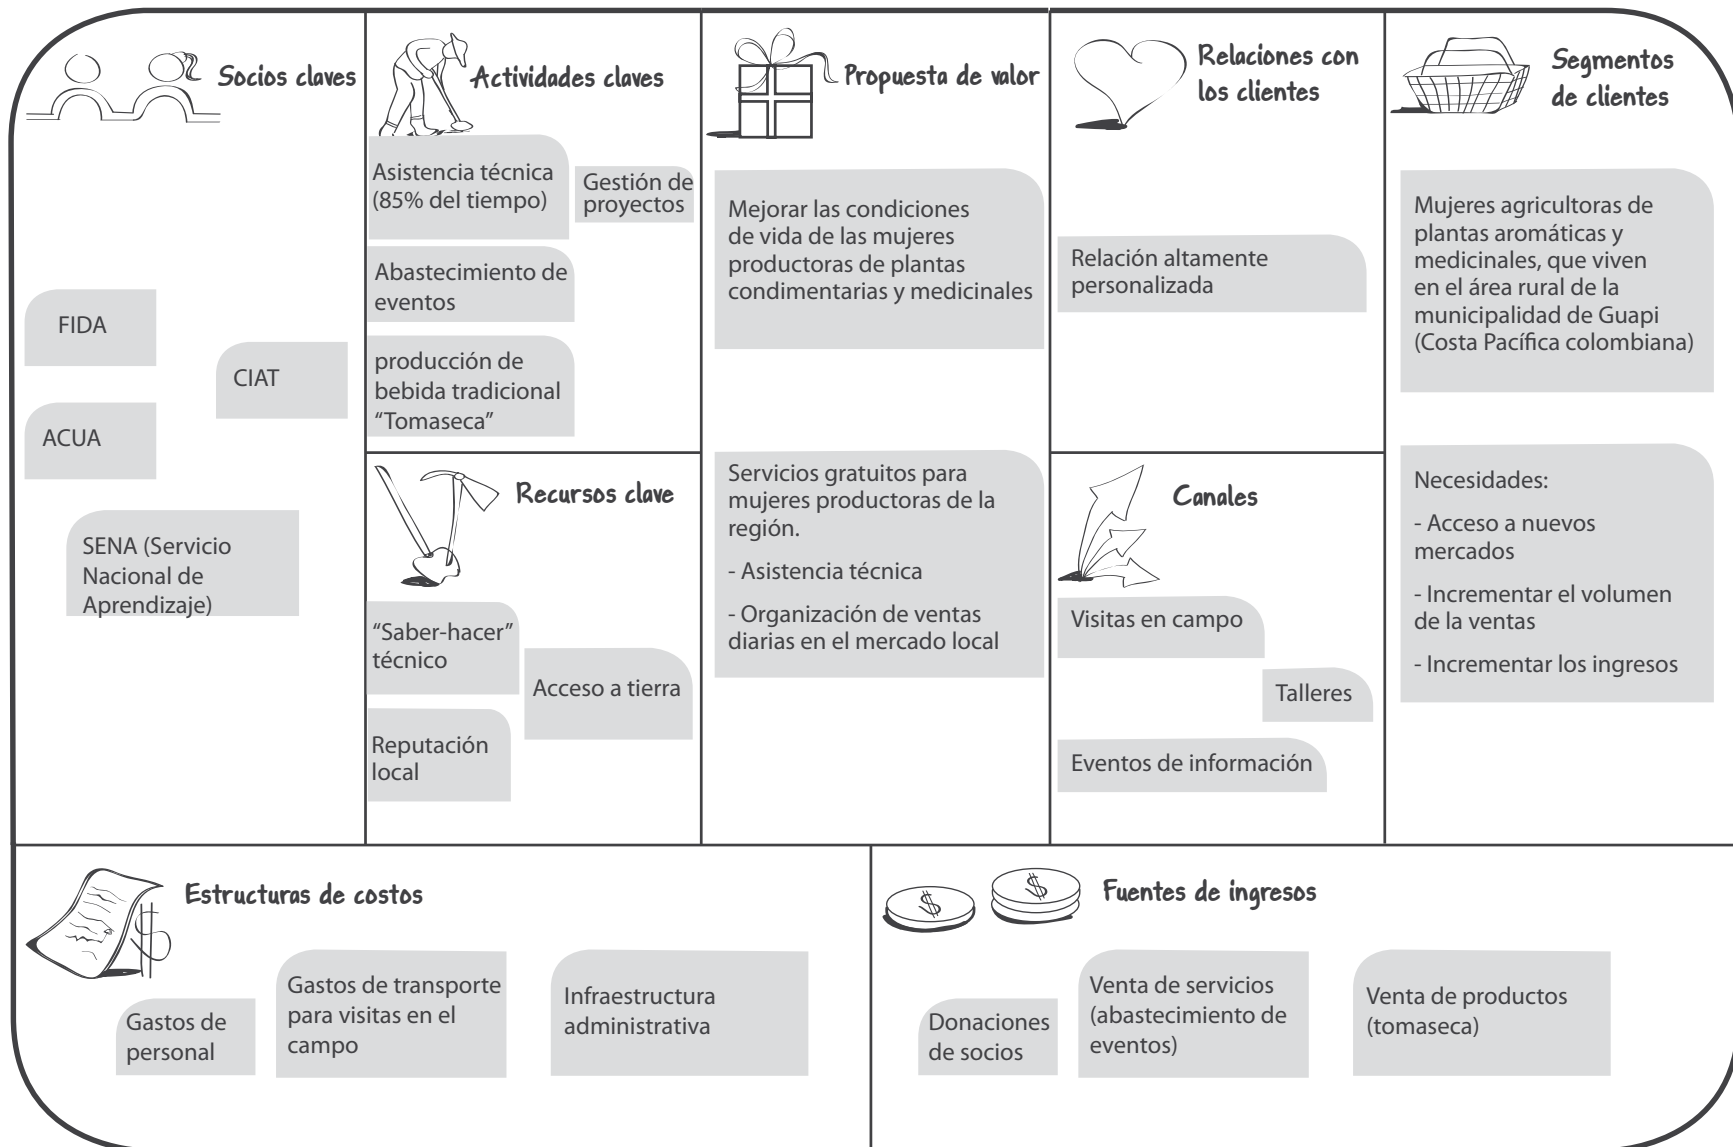 Socios claves
FIDA
CIAT
ACUA
SENA (Servicio
Nacional de
Aprendizaje)
Actividades claves
Asistencia técnica
(85% del tiempo)
Gestión de
proyectos
Abastecimiento de
eventos
producción de
bebida tradicional
“Tomaseca”
Recursos clave
“Saber-hacer”
técnico
Acceso a tierra
Reputación
local
Propuesta de valor
Mejorar las condiciones
de vida de las mujeres
productoras de plantas
condimentarias y medicinales
Servicios gratuitos para
mujeres productoras de la
región.
- Asistencia técnica
- Organización de ventas
diarias en el mercado local
Relaciones con
los clientes
Relación altamente
personalizada
Canales
Visitas en campo
Talleres
Eventos de información
Segmentos
de clientes
Mujeres agricultoras de
plantas aromáticas y
medicinales, que viven
en el área rural de la
municipalidad de Guapi
(Costa Pacífica colombiana)
Necesidades:
- Acceso a nuevos
mercados
- Incrementar el volumen
de la ventas
- Incrementar los ingresos
$
Estructuras de costos
Gastos de
personal
Gastos de transporte
para visitas en el
campo
Infraestructura
administrativa
$
$
Fuentes de ingresos
Donaciones
de socios
Venta de servicios
(abastecimiento de
eventos)
Venta de productos
(tomaseca)